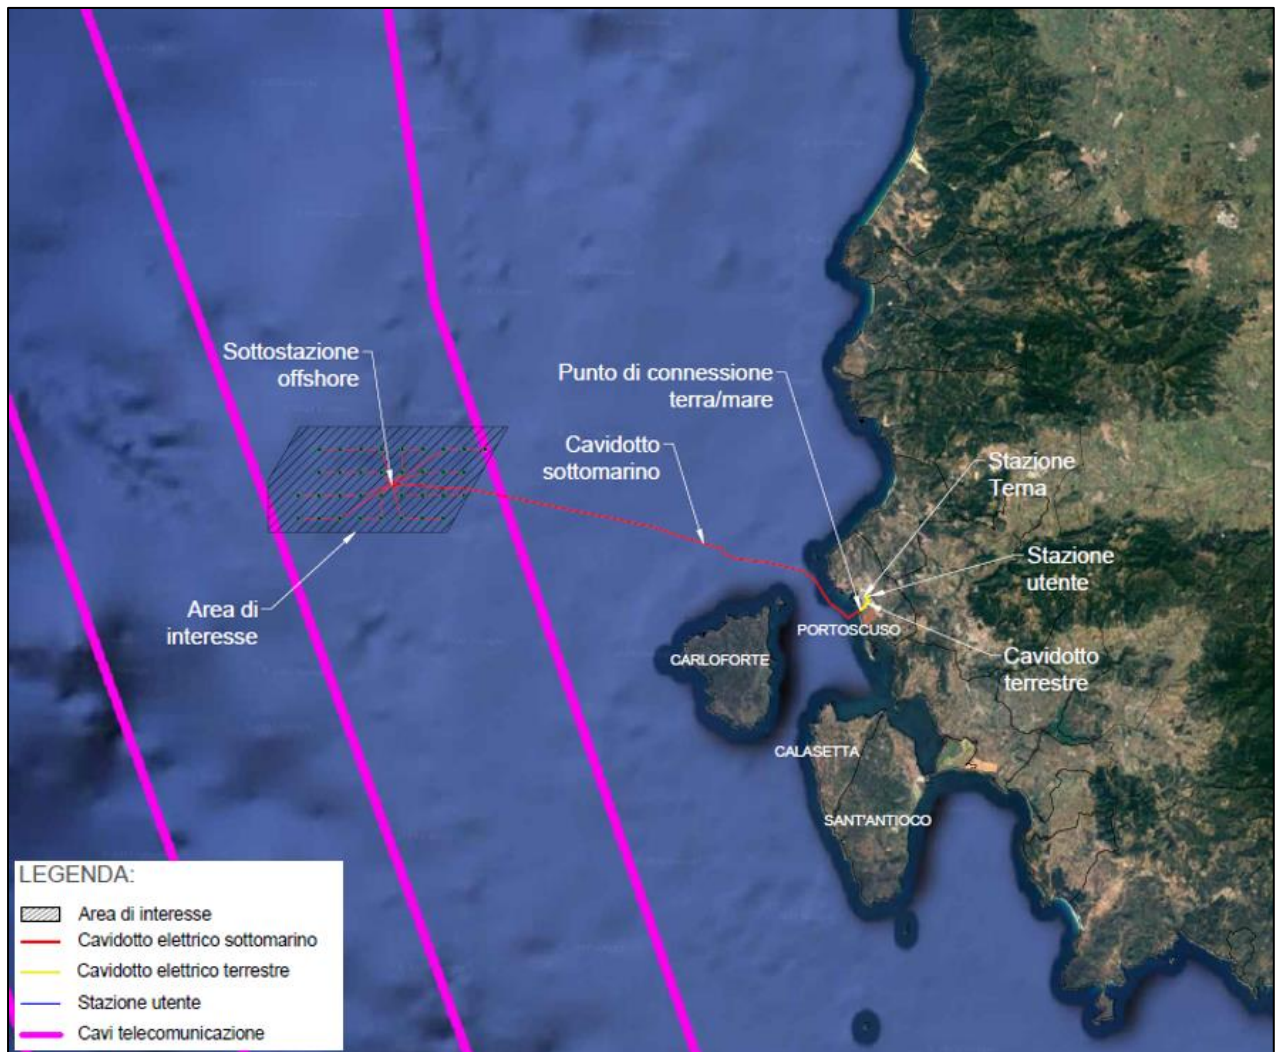 Sottostazione
offshore
Punto di connessione
terra/mare
Cavidotto
sottomarino
Stazione
Terna
Stazione
utente
Area di
interesse
PORTOSCUSO
CARLOFORTE
Cavidotto
terrestre
CALASETTA
SANT'ANTIOCO
LEGENDA:
Area di interesse
Cavidotto elettrico sottomarino
Cavidotto elettrico terrestre
Stazione utente
Cavi telecomunicazione